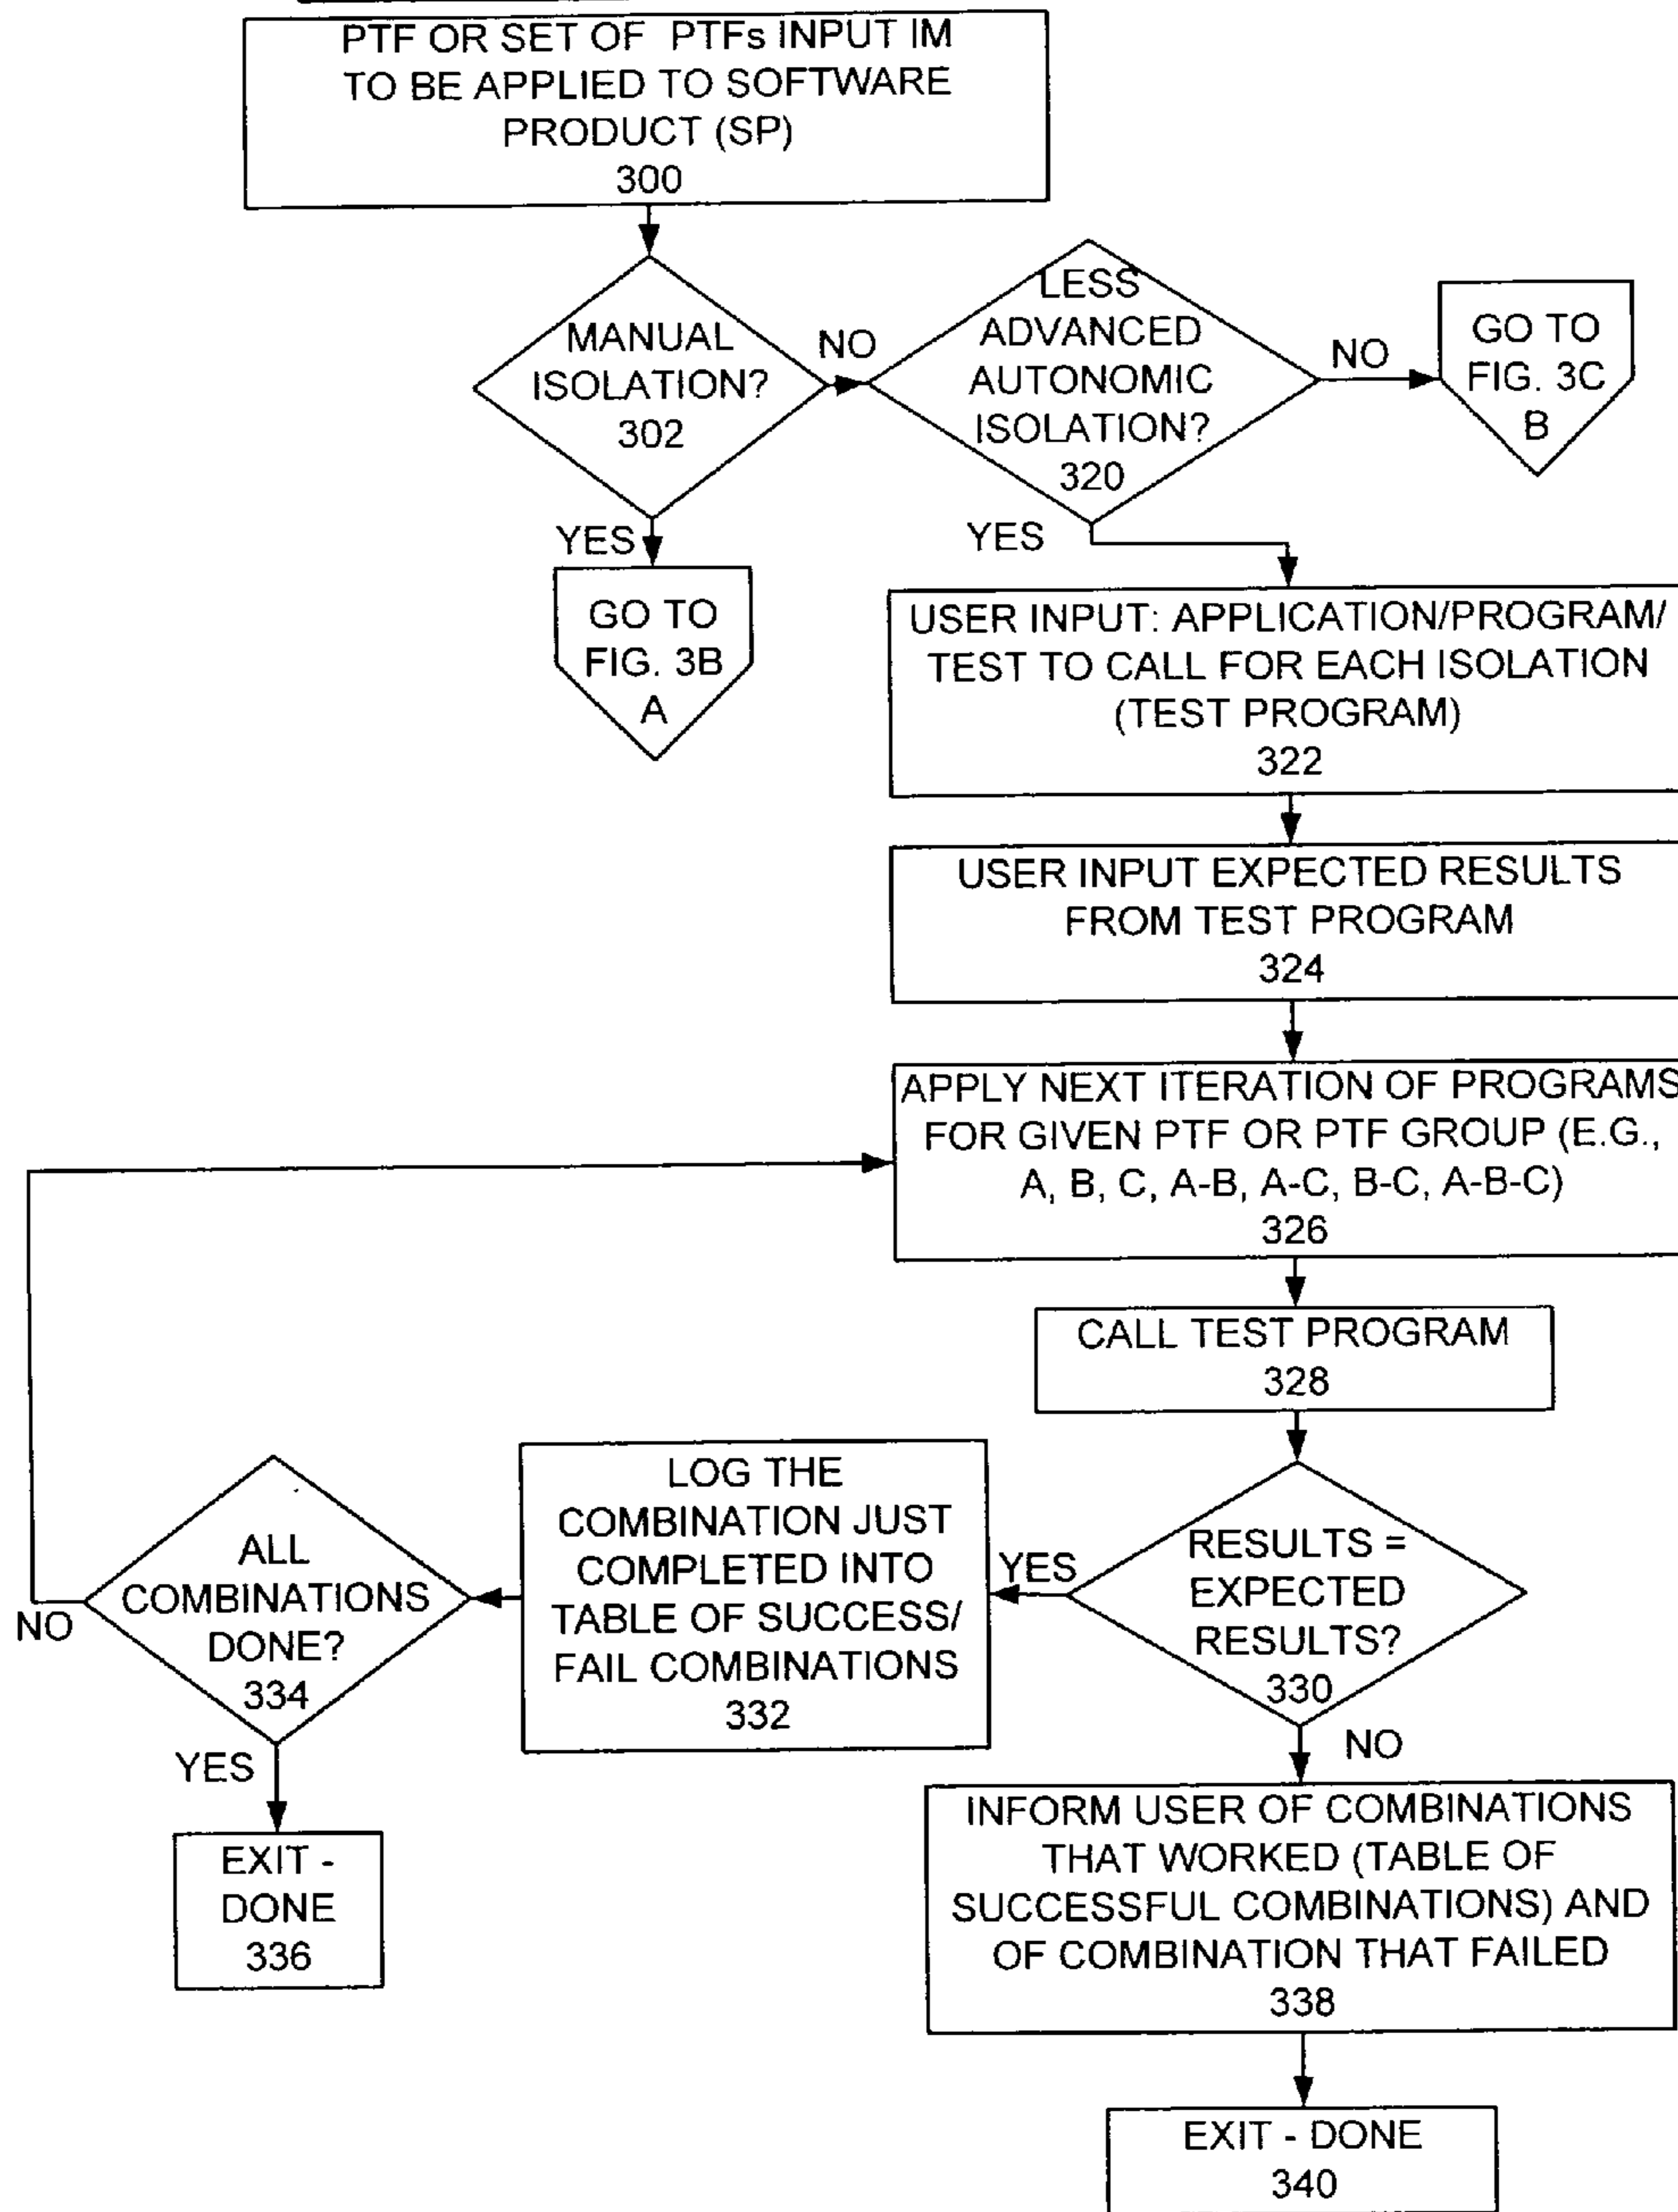 PTF OR SET OF PTFs INPUT IM
TO BE APPLIED TO SOFTWARE
PRODUCT (SP)
300
MANUAL
ISOLATION?
302
NO
LESS
ADVANCED
AUTONOMIC
ISOLATION?
320
NO
GO TO
FIG. 3C
B
YES
GO TO
FIG. 3B
A
YES
USER INPUT: APPLICATION/PROGRAM/
TEST TO CALL FOR EACH ISOLATION
(TEST PROGRAM)
322
USER INPUT EXPECTED RESULTS
FROM TEST PROGRAM
324
APPLY NEXT ITERATION OF PROGRAMS
FOR GIVEN PTF OR PTF GROUP (E.G.,
A, B, C, A-B, A-C, B-C, A-B-C)
326
CALL TEST PROGRAM
328
RESULTS =
EXPECTED
RESULTS?
330
YES
LOG THE
COMBINATION JUST
COMPLETED INTO
TABLE OF SUCCESS/
FAIL COMBINATIONS
332
ALL
COMBINATIONS
DONE?
334
NO
YES
EXIT -
DONE
336
NO
INFORM USER OF COMBINATIONS
THAT WORKED (TABLE OF
SUCCESSFUL COMBINATIONS) AND
OF COMBINATION THAT FAILED
338
EXIT - DONE
340